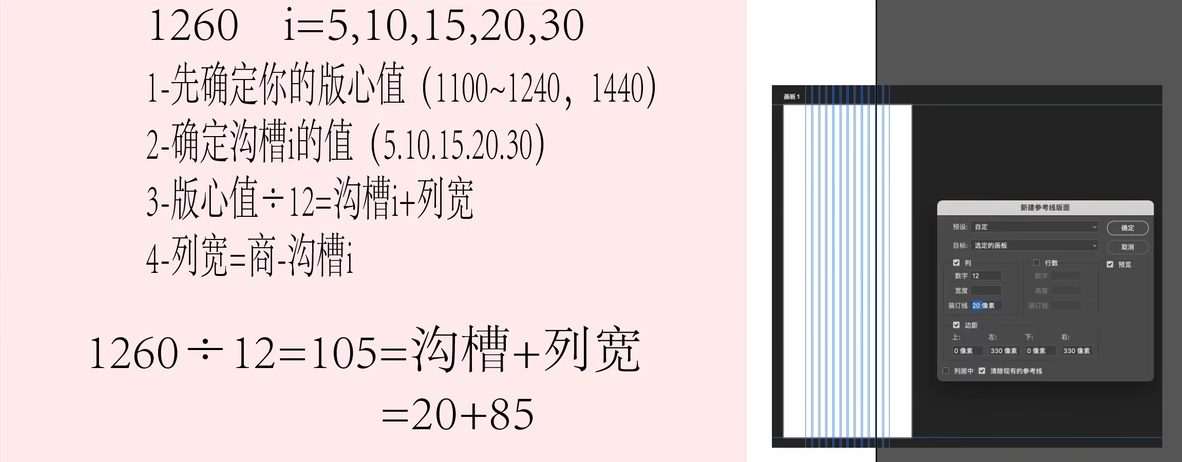 1260 i=5,10,15,20,30
1-先确定你的版心值（1100~1240，1440）
2-确定沟槽i的值（5.10.15.20.30）
3-版心值÷12=沟槽i+列宽
4-列宽=商-沟槽i
1260÷12=105=沟槽+列宽
=20+85
画板 1
新建参考线版面
预设: 自定
确定
目标: 选定的画板
取消
列
行数
预览
数字 12
数字
宽度
高度
装订线 20 像素
装订线
边距
上: 左: 下: 右:
0 像素 330 像素 0 像素 330 像素
列居中 清除现有的参考线